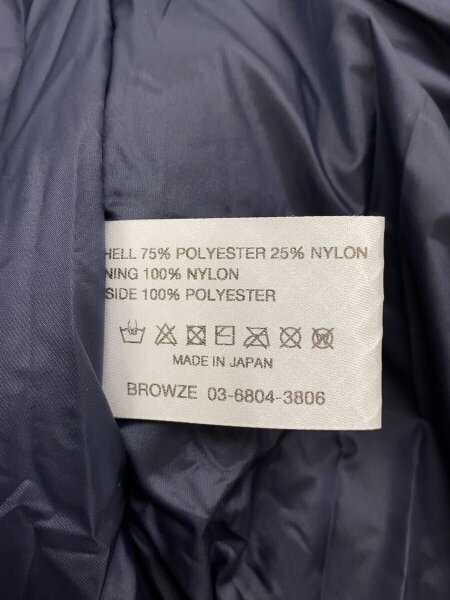 HELL 75% POLYESTER 25% NYLON
NING 100% NYLON
SIDE 100% POLYESTER
MADE IN JAPAN
BROWZE 03-6804-3806